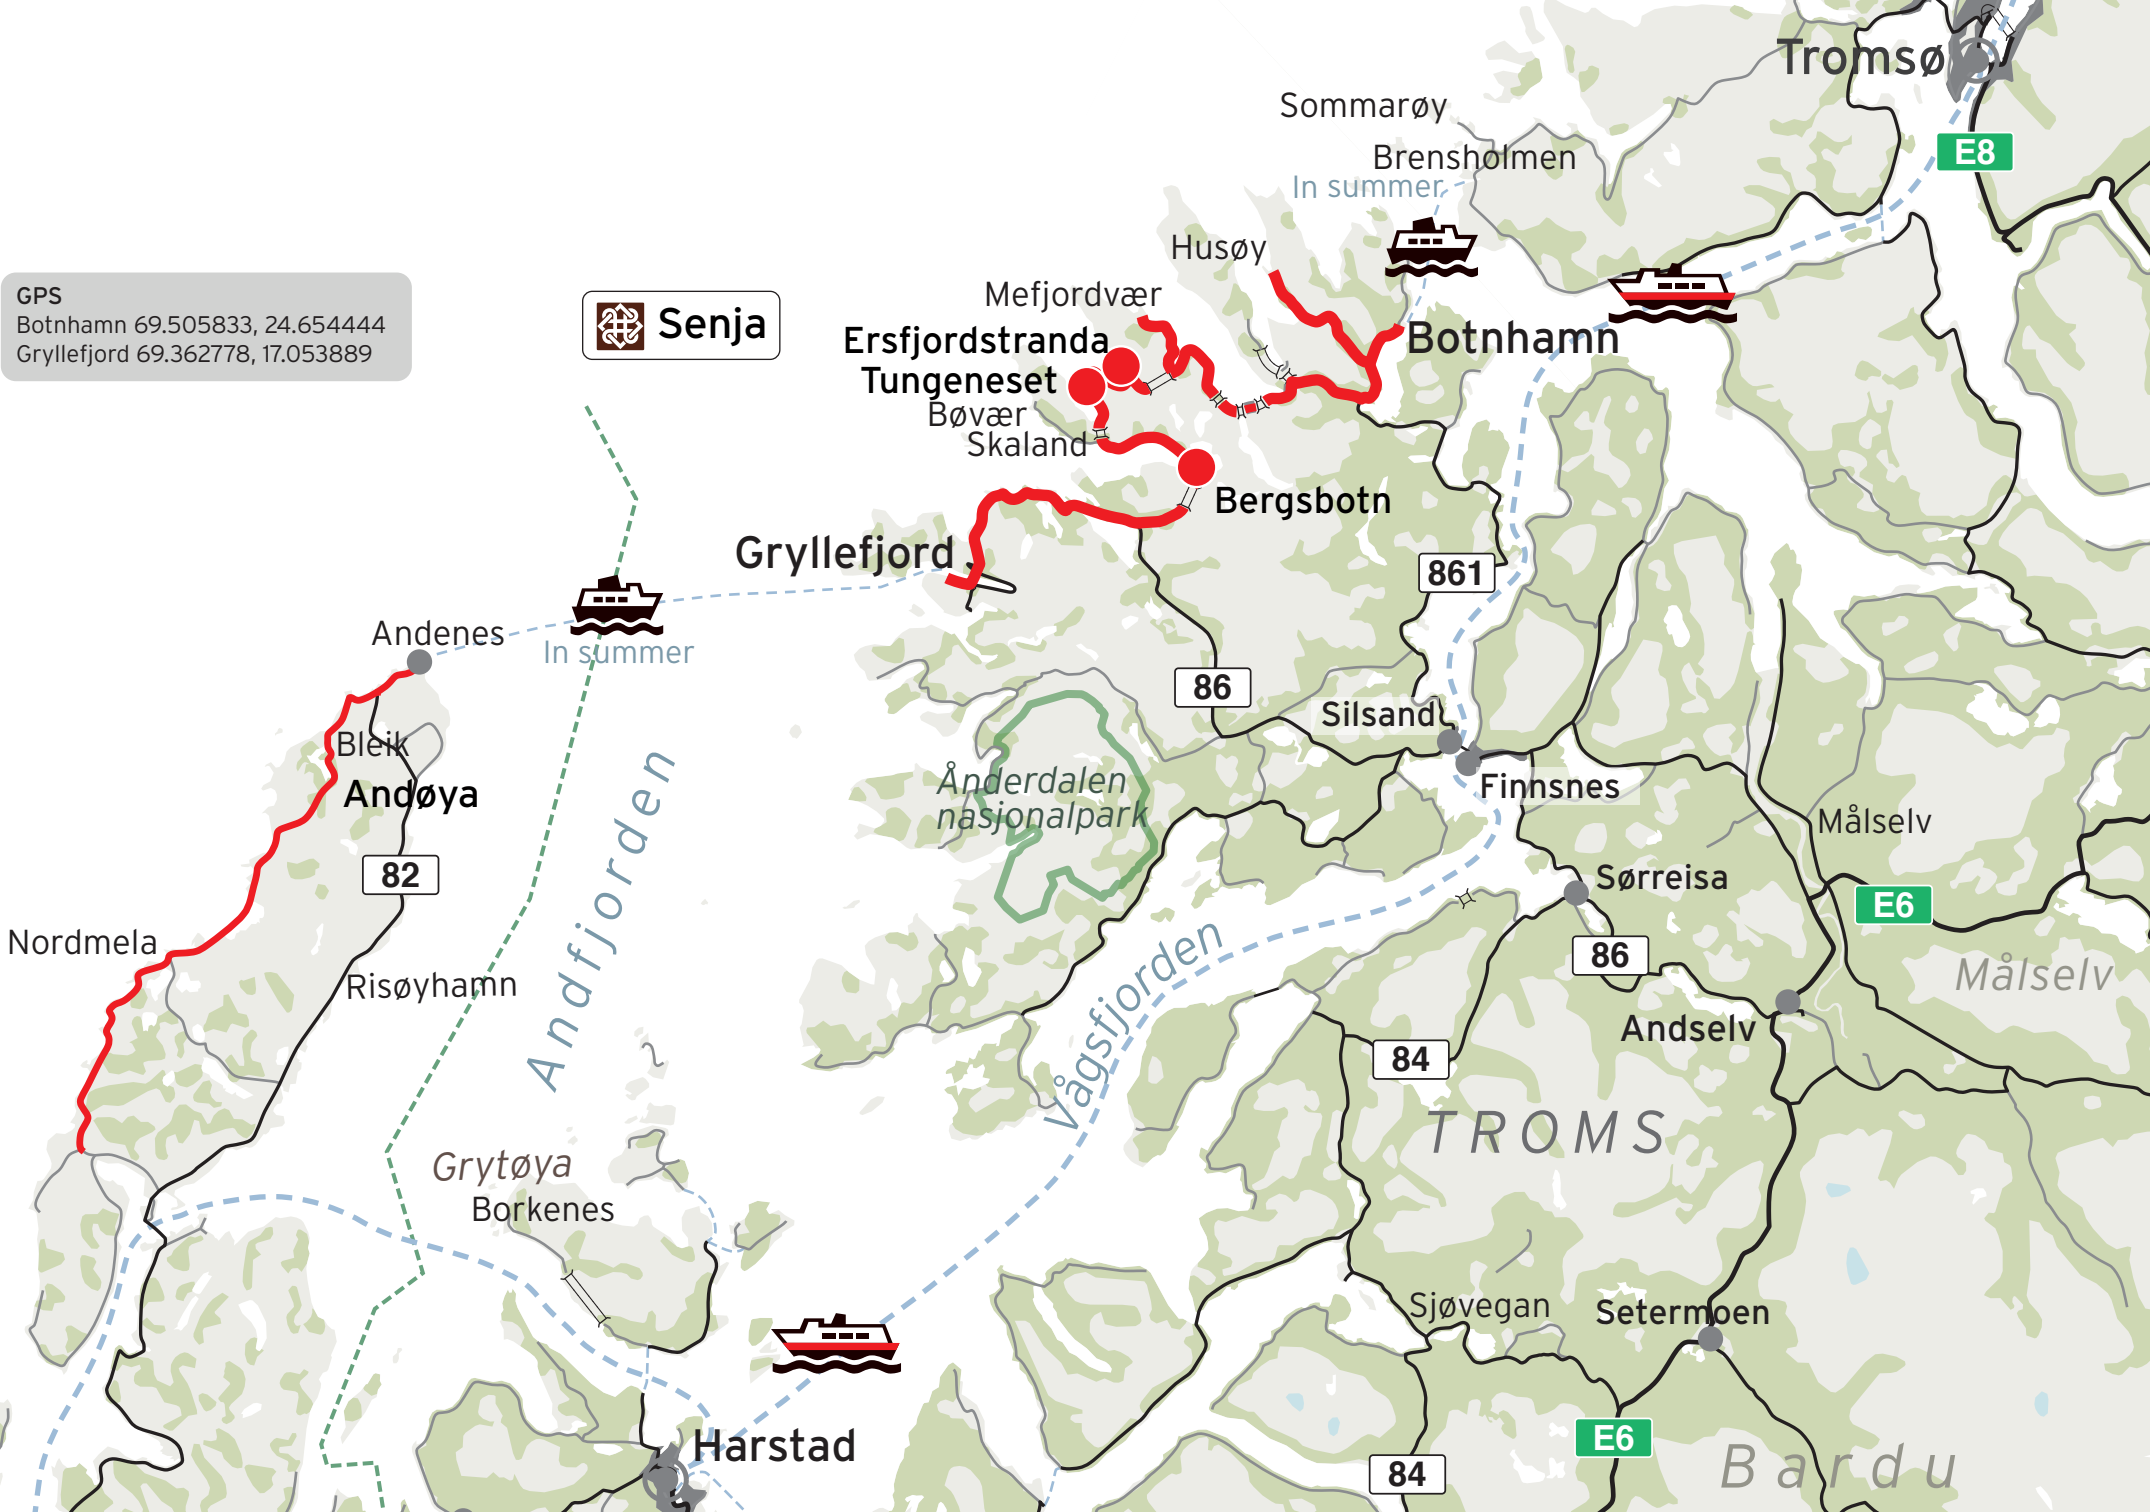 Tromsø
Sommarøy
Brensholmen
In summer
E8
Husøy
Mefjordvær
GPS
Botnhamn 69.505833, 24.654444
Gryllefjord 69.362778, 17.053889
Senja
Ersfjordstranda
Botnhamn
Tungeneset
Bøvær
Skaland
Bergsbotn
Gryllefjord
861
Andenes
In summer
86
Silsand
Bleik
Andøya
Ånderdalen
nasjonalpark
Finnsnes
Målselv
82
Andfjorden
Sørreisa
E6
Nordmela
Risøyhamn
Vågsfjorden
86
Målselv
Andselv
84
TROMS
Grytøya
Borkenes
Sjøvegan
Setermoen
Harstad
E6
84
Bardu